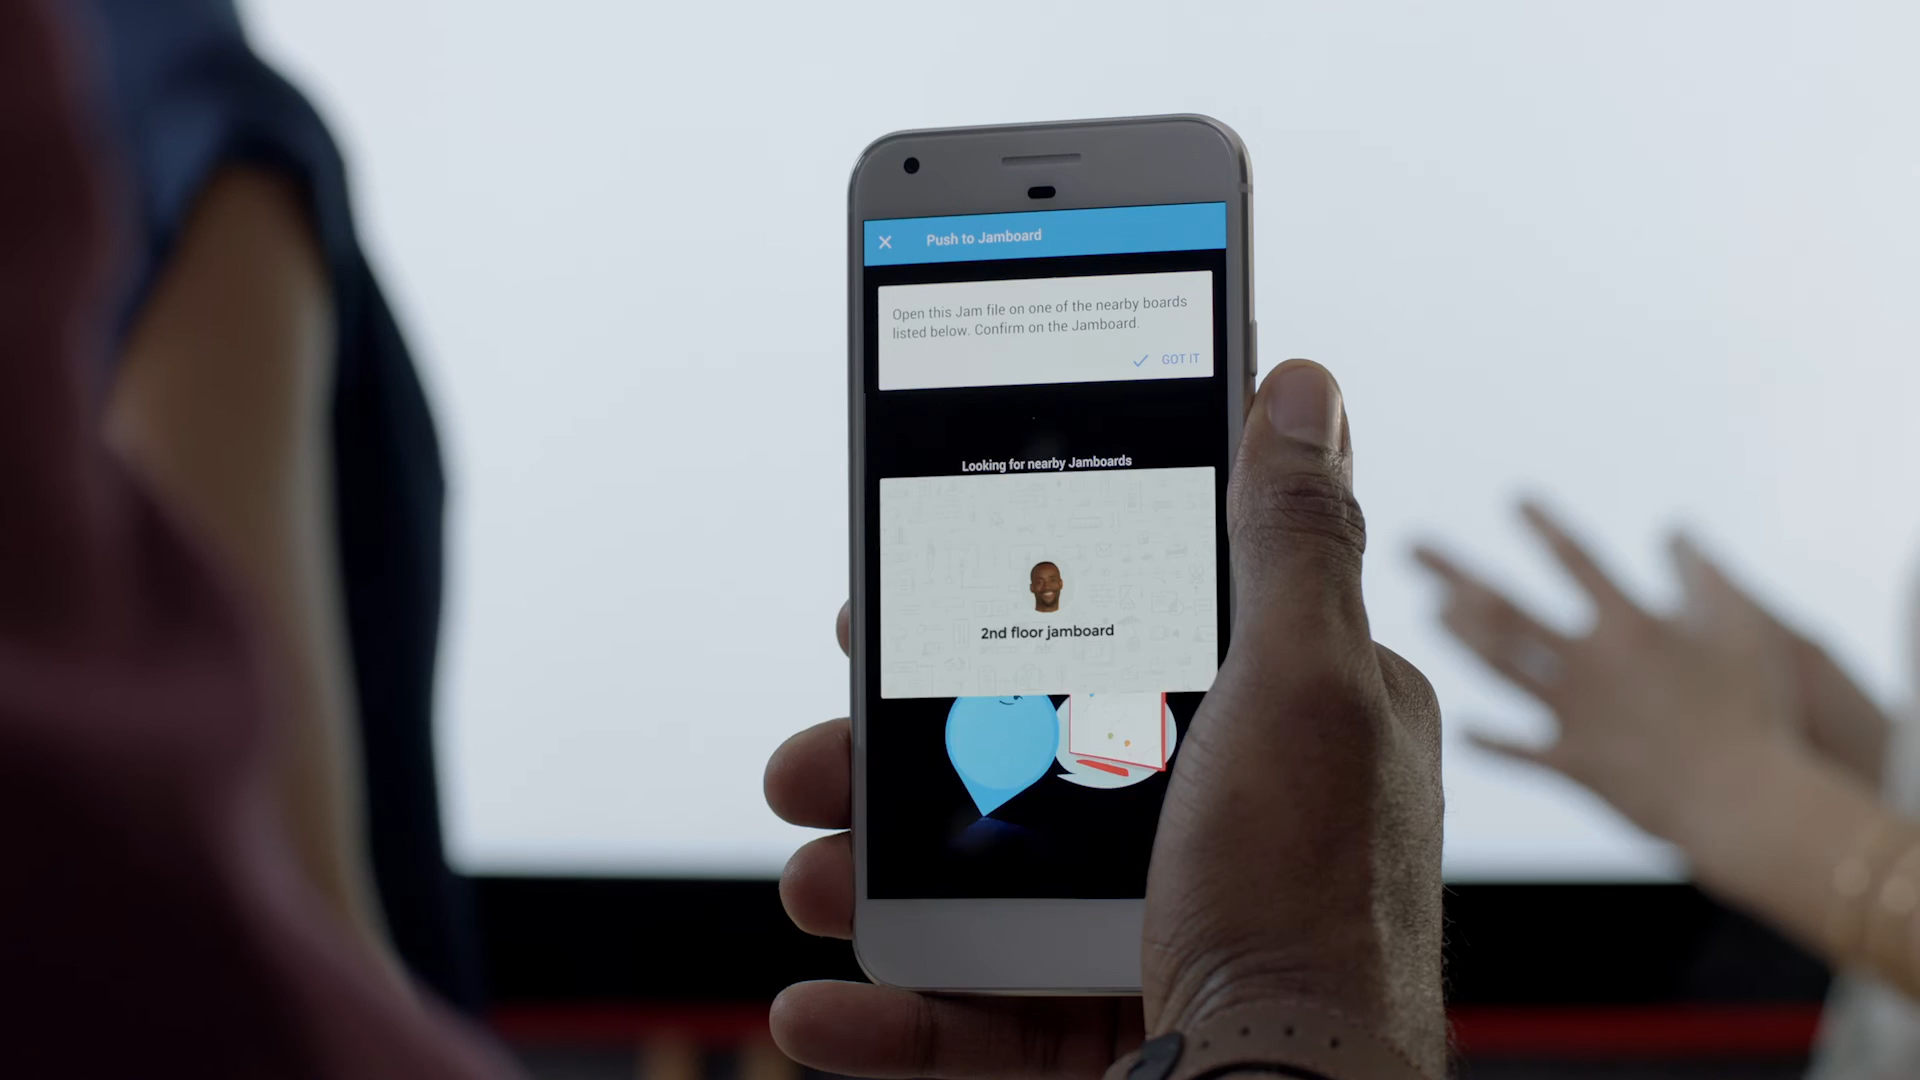 Push to Jamboard
Open this Jam file on one of the nearby boards
listed below. Confirm on the Jamboard.
GOT IT
Looking for nearby Jamboards
2nd floor jamboard